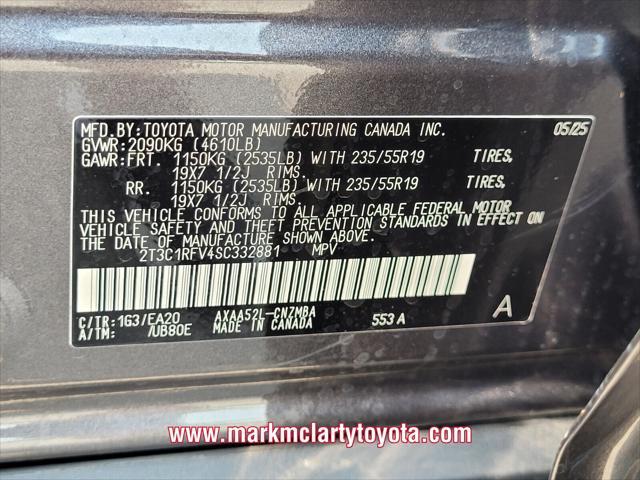 MFD.BY:TOYOTA MOTOR MANUFACTURING CANADA INC. 05/25
GVWR:2090KG (4610LB)
GAWR:FRT. 1150KG (2535LB) WITH 235/55R19 TIRES,
19X7 1/2J RIMS.
RR. 1150KG (2535LB) WITH 235/55R19 TIRES,
19X7 1/2J RIMS.
THIS VEHICLE CONFORMS TO ALL APPLICABLE FEDERAL MOTOR
VEHICLE SAFETY AND THEFT PREVENTION STANDARDS IN EFFECT ON
THE DATE OF MANUFACTURE SHOWN ABOVE.
2T3C1RFV4SC332881 MPV
C/TR:1G3/EA20 AXAA52L-CNZMBA A
A/TM: /UB80E MADE IN CANADA 553A
www.markmclartytoyota.com